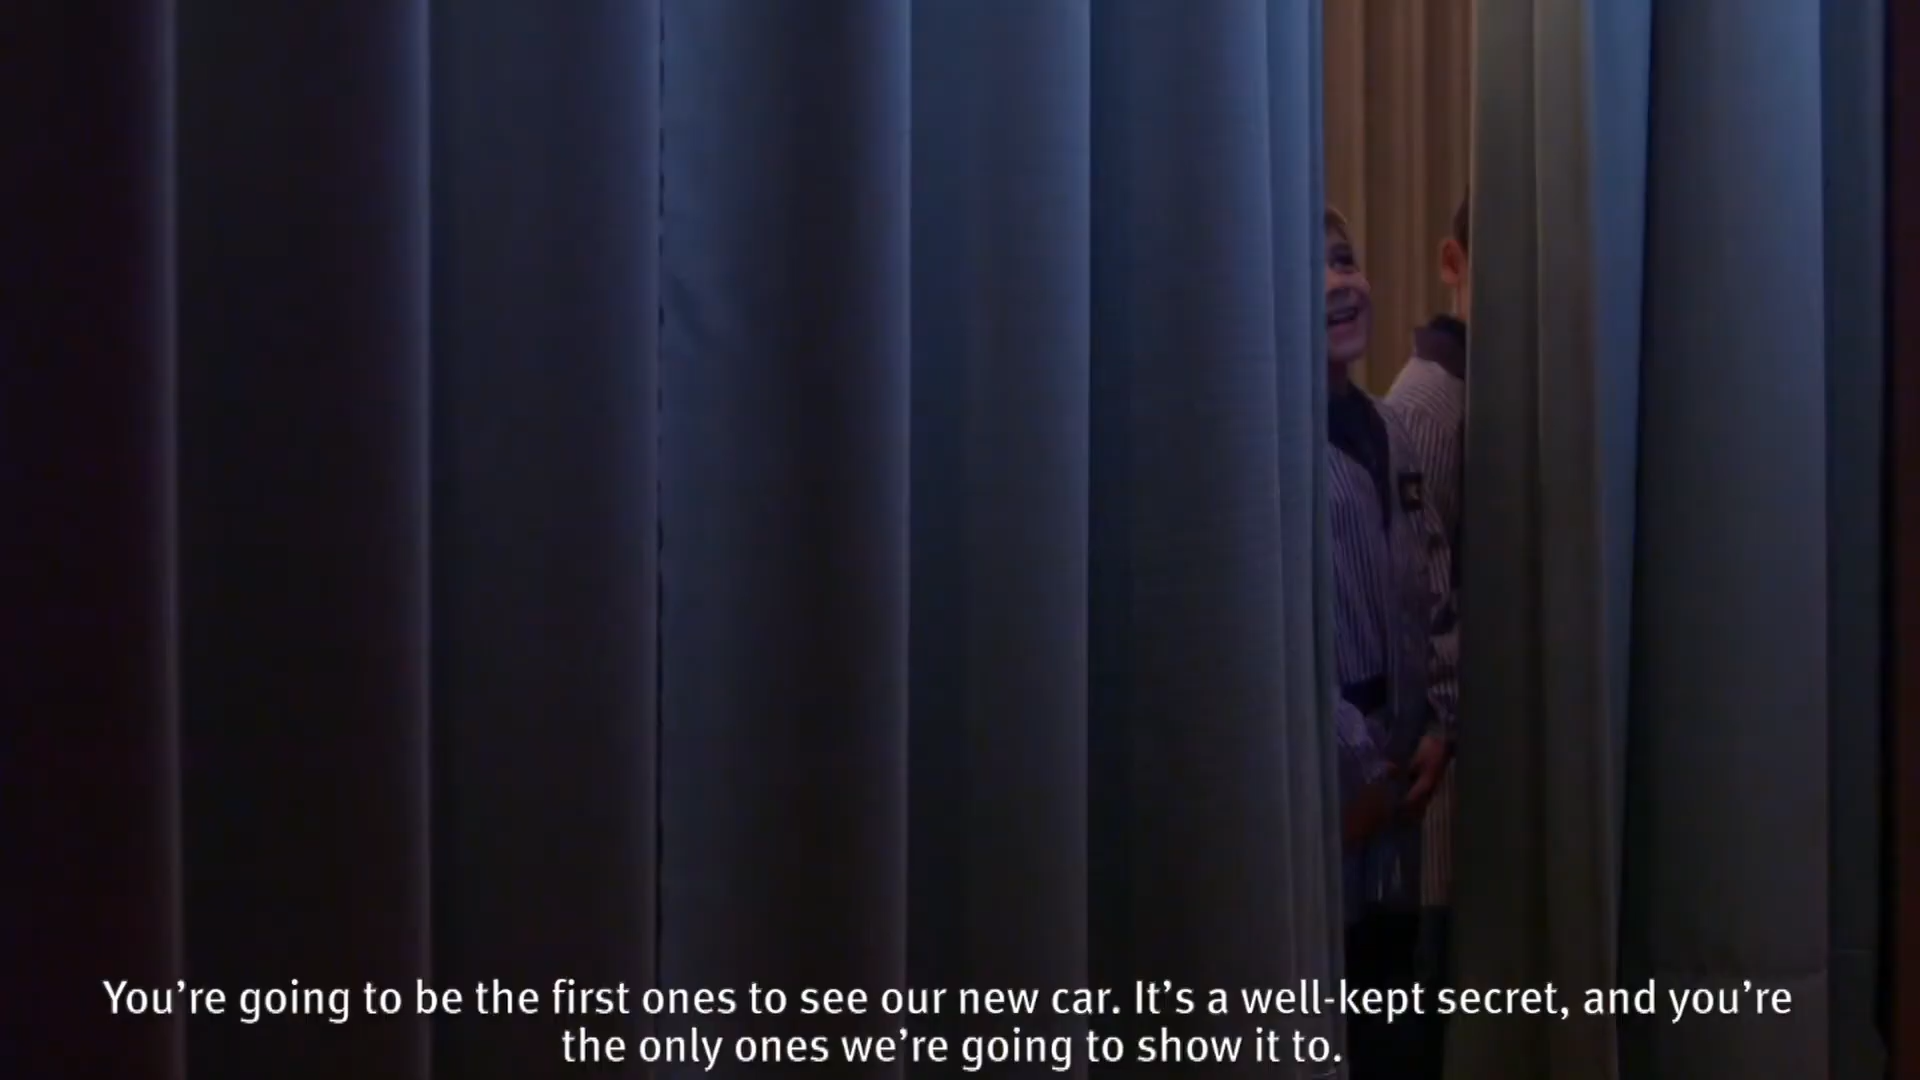 You’re going to be the first ones to see our new car. It’s a well-kept secret, and you’re
the only ones we’re going to show it to.